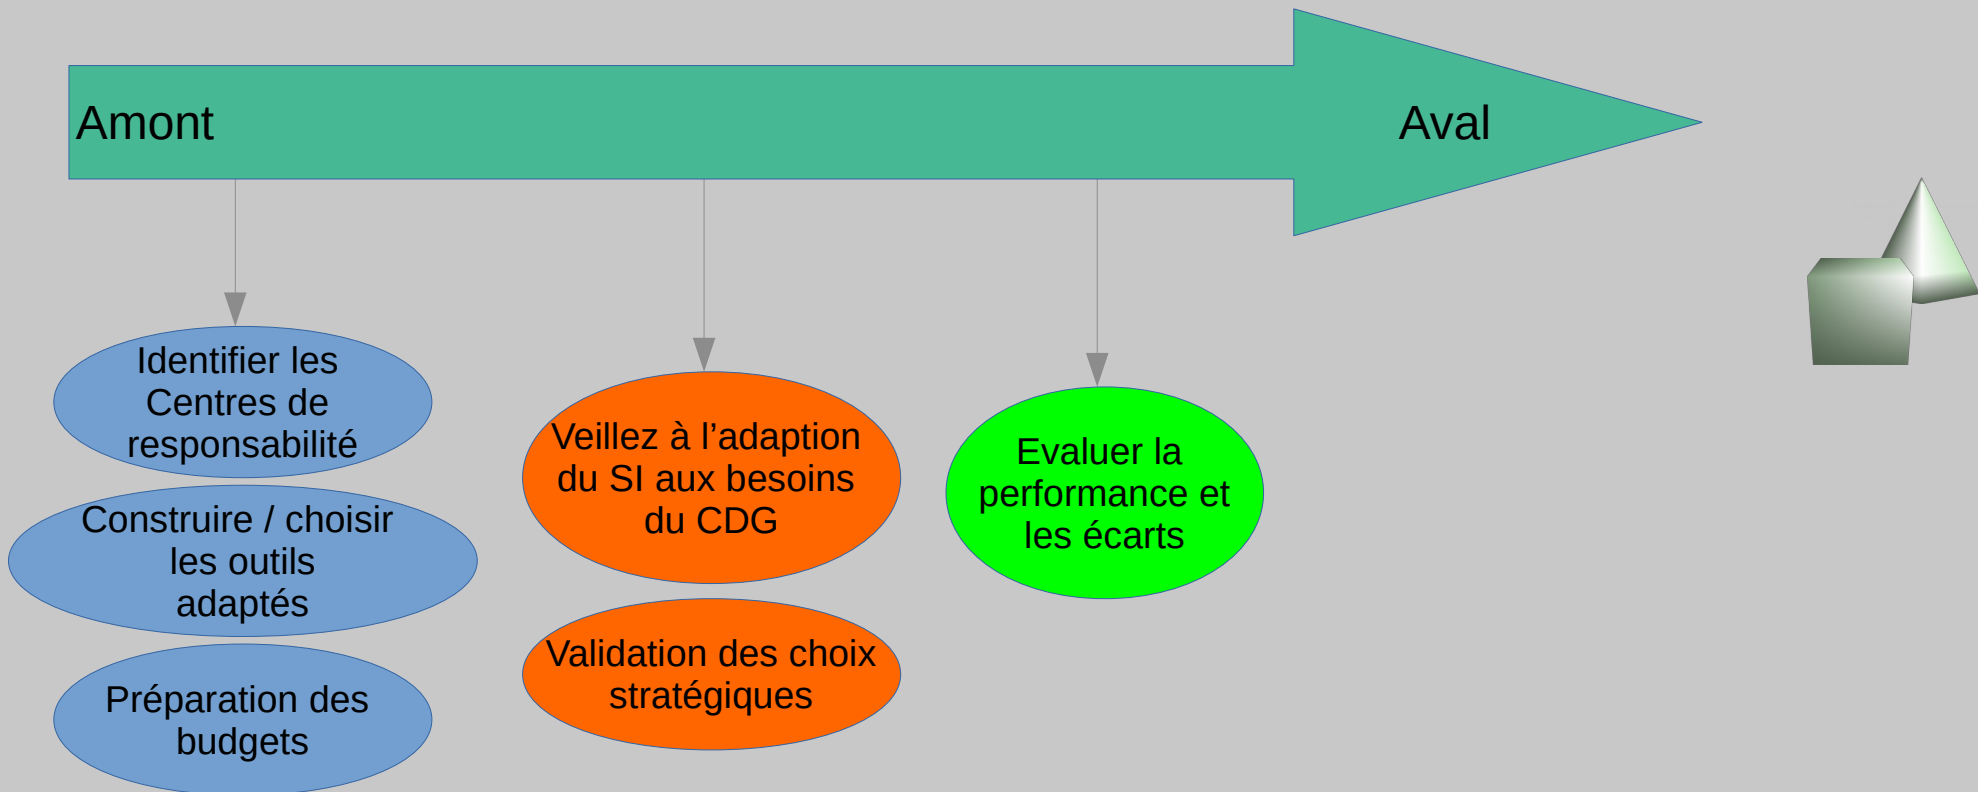 Amont
Aval
Identifier les
Centres de
responsabilité
Construire / choisir
les outils
adaptés
Préparation des
budgets
Veillez à l’adaption
du SI aux besoins
du CDG
Validation des choix
stratégiques
Evaluer la
performance et
les écarts